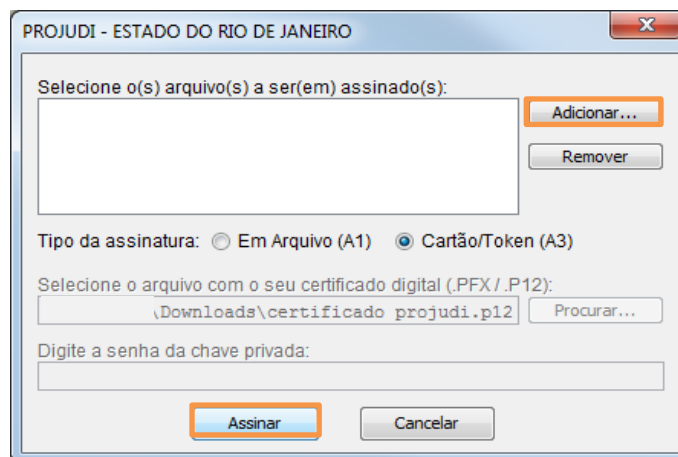 PROJUDI - ESTADO DO RIO DE JANEIRO
x
Selecione o(s) arquivo(s) a ser(em) assinado(s):
Adicionar...
Remover
Tipo da assinatura: Em Arquivo (A1) Cartão/Token (A3)
Selecione o arquivo com o seu certificado digital (.PFX / .P12):
\Downloads\certificado projudi.p12 Procurar...
Digite a senha da chave privada:
Assinar Cancelar